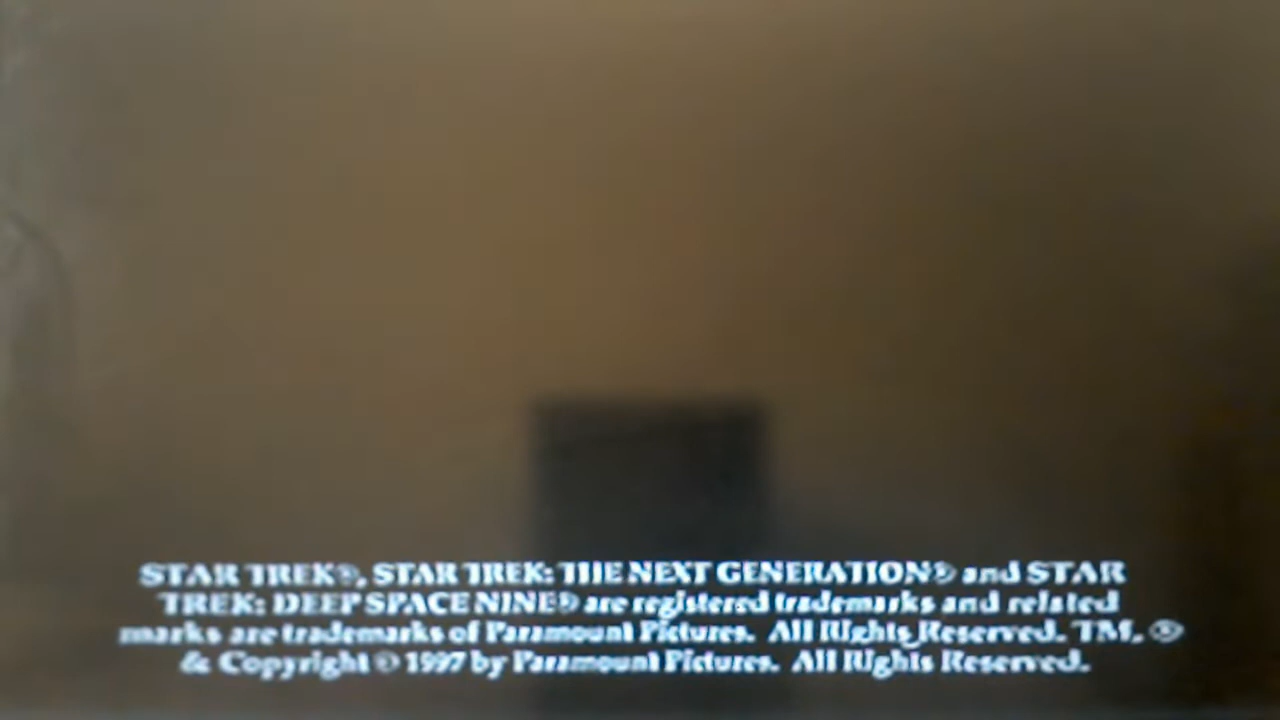 STAR TREK®, STAR TREK: THE NEXT GENERATION® and STAR
TREK: DEEP SPACE NINE® are registered trademarks and related
marks are trademarks of Paramount Pictures. All Rights Reserved. TM, ®
& Copyright © 1997 by Paramount Pictures. All Rights Reserved.